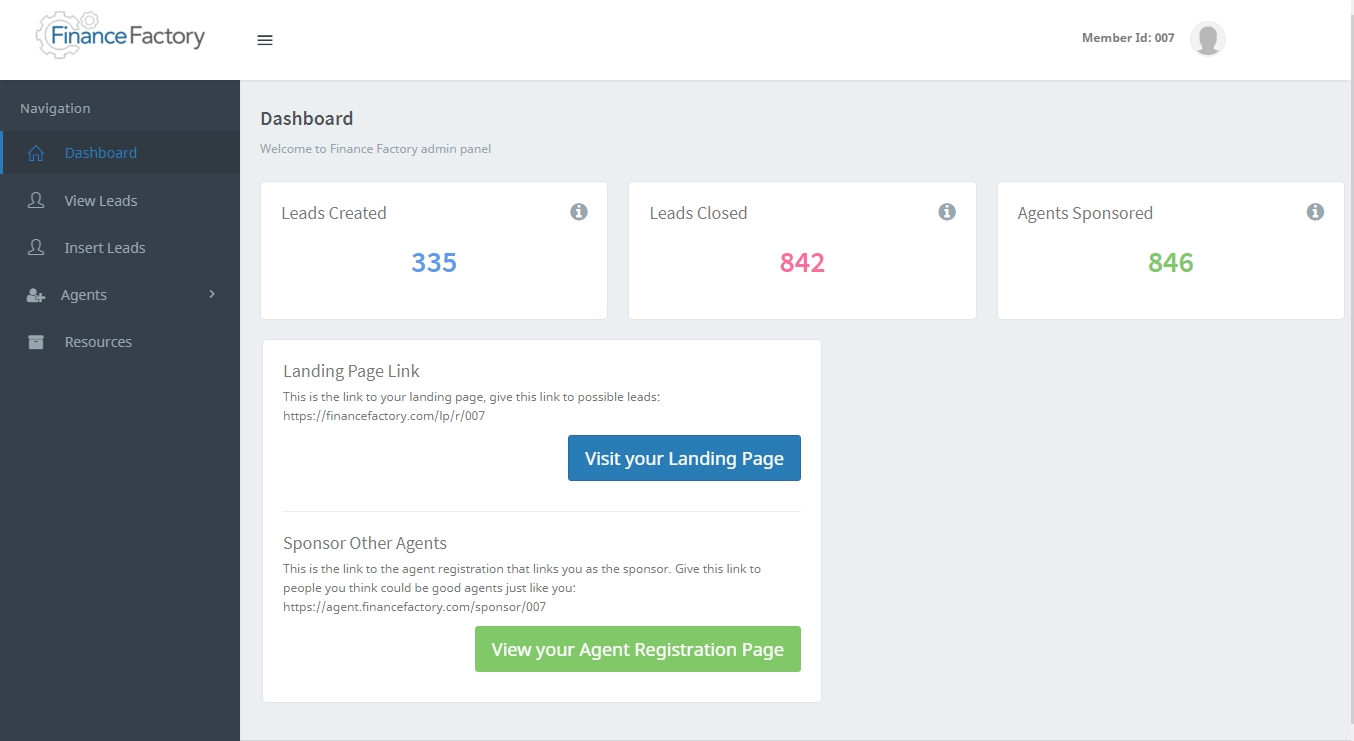 FinanceFactory
Member Id: 007
Navigation
Dashboard
View Leads
Insert Leads
Agents
Resources
Dashboard
Welcome to Finance Factory admin panel
Leads Created
335
Leads Closed
842
Agents Sponsored
846
Landing Page Link
This is the link to your landing page, give this link to possible leads:
https://financefactory.com/lp/r/007
Visit your Landing Page
Sponsor Other Agents
This is the link to the agent registration that links you as the sponsor. Give this link to
people you think could be good agents just like you:
https://agent.financefactory.com/sponsor/007
View your Agent Registration Page